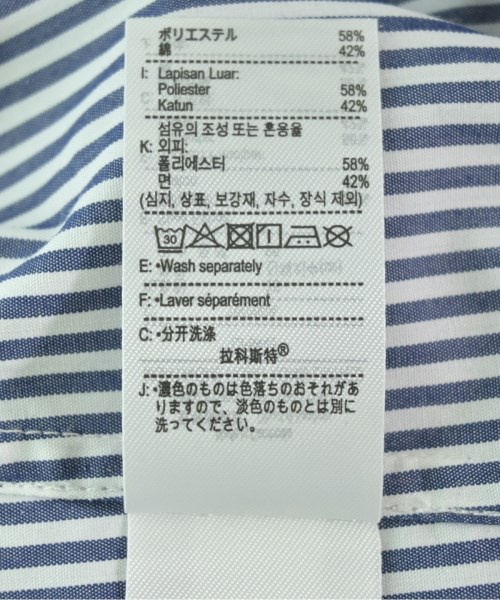 ポリエステル 58%
綿 42%
I: Lapisan Luar:
Poliester 58%
Katun 42%
섬유의 조성 또는 혼용율
K: 외피:
폴리에스터 58%
면 42%
(심지, 상표, 보강재, 자수, 장식 제외)
30
E: •Wash separately
F: •Laver séparément
C: •分开洗涤
拉科斯特®
J: •濃色のものは色落ちのおそれがあ
りますので、淡色のものとは別に
洗ってください。